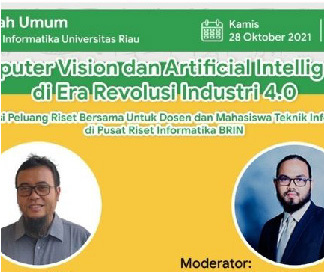 ah Umum
Informatika Universitas Riau
Kamis
28 Oktober 2021
puter Vision dan Artificial Intellig
di Era Revolusi Industri 4.0
i Peluang Riset Bersama Untuk Dosen dan Mahasiswa Teknik Info
di Pusat Riset Informatika BRIN
Moderator: